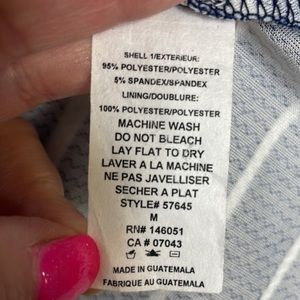 SHELL 1/EXTERIEUR:
95% POLYESTER/POLYESTER
5% SPANDEX/SPANDEX
LINING/DOUBLURE:
100% POLYESTER/POLYESTER
MACHINE WASH
DO NOT BLEACH
LAY FLAT TO DRY
LAVER A LA MACHINE
NE PAS JAVELLISER
SECHER A PLAT
STYLE# 57645
M
RN# 146051
CA # 07043
MADE IN GUATEMALA
FABRIQUE AU GUATEMALA